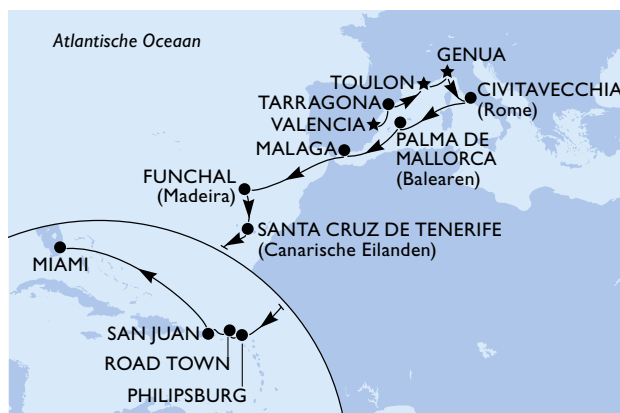 Atlantische Oceaan
GENUA
TOULON
CIVITAVECCHIA
(Rome)
TARRAGONA
VALENCIA
PALMA DE
MALLORCA
(Balearen)
MALAGA
FUNCHAL
(Madeira)
SANTA CRUZ DE TENERIFE
(Canarische Eilanden)
MIAMI
SAN JUAN
ROAD TOWN
PHILIPSBURG